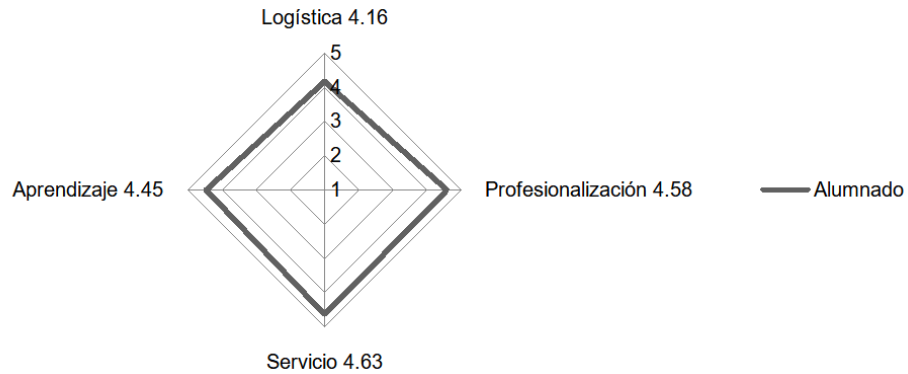 Logística 4.16
5
4
3
2
1
Aprendizaje 4.45
Profesionalización 4.58
Alumnado
Servicio 4.63